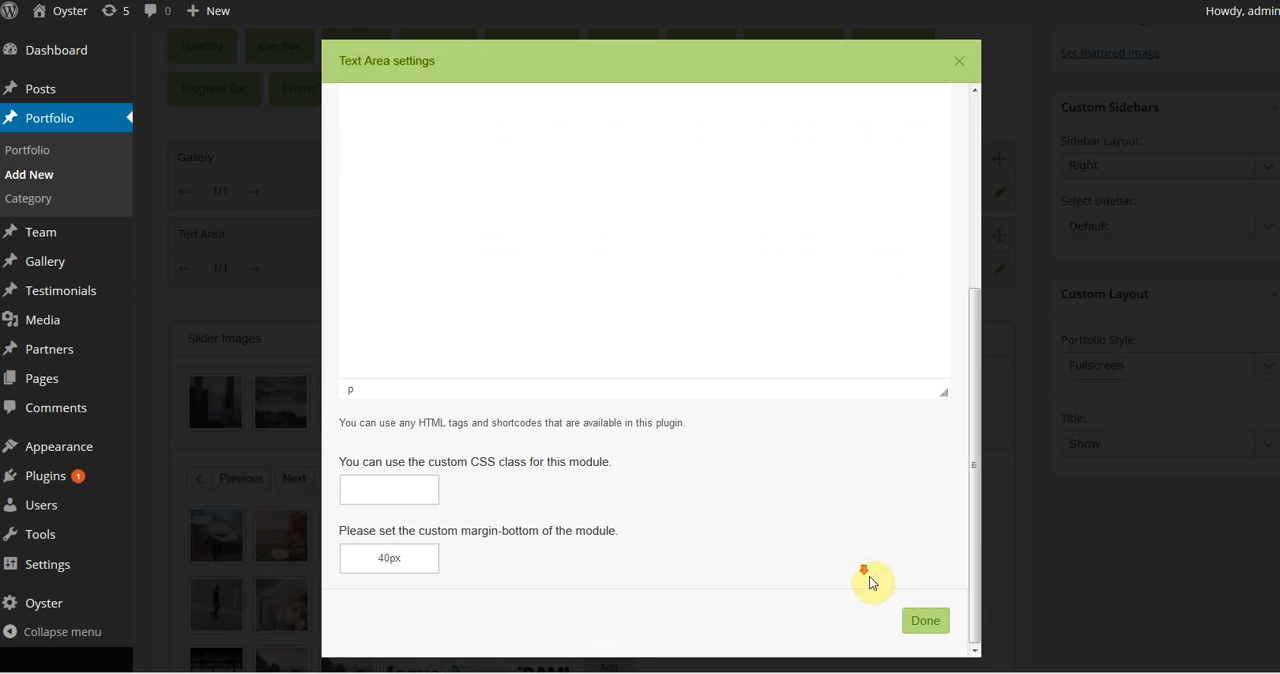 Oyster 5 0 New Howdy, admin
Dashboard
Posts
Portfolio
Portfolio
Add New
Category
Team
Gallery
Testimonials
Media
Partners
Pages
Comments
Appearance
Plugins 1
Users
Tools
Settings
Oyster
Collapse menu
Heading Icon Box
Progress Bar Promo
Gallery
1/1
Text Area
1/1
Slider Images
Previous Next
Text Area settings
p
You can use any HTML tags and shortcodes that are available in this plugin.
You can use the custom CSS class for this module.
Please set the custom margin-bottom of the module.
40px
Done
Set featured image
Custom Sidebars
Sidebar Layout:
Right
Select sidebar:
Default
Custom Layout
Portfolio Style:
Fullscreen
Title:
Show